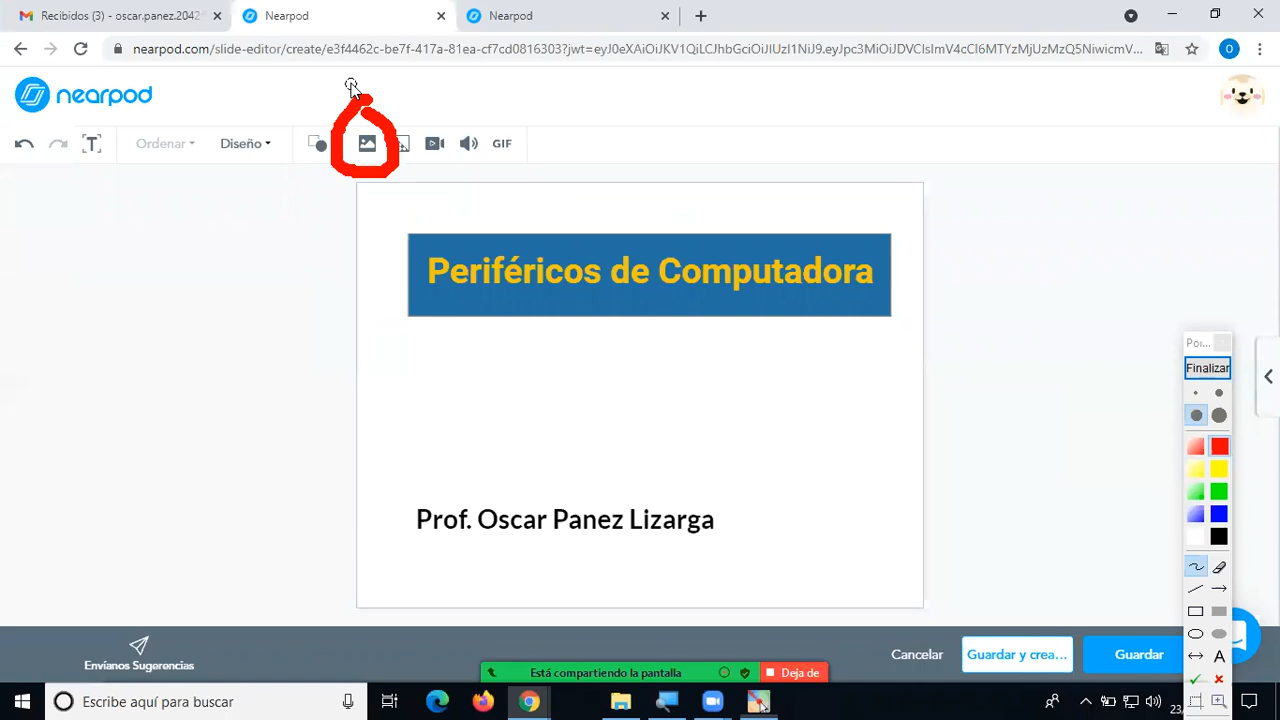 Recibidos (3) - oscar.panez.2042
Nearpod
Nearpod
nearpod.com/slide-editor/create/e3f4462c-be7f-417a-81ea-cf7cd0816303?jwt=
O
nearpod
T
Ordenar
Diseño
GIF
Periféricos de Computadora
Prof. Oscar Panez Lizarga
Poi...
Finalizar
A
Envíanos Sugerencias
Cancelar
Guardar y crea...
Guardar
Está compartiendo la pantalla
Deja de
Escribe aquí para buscar
23